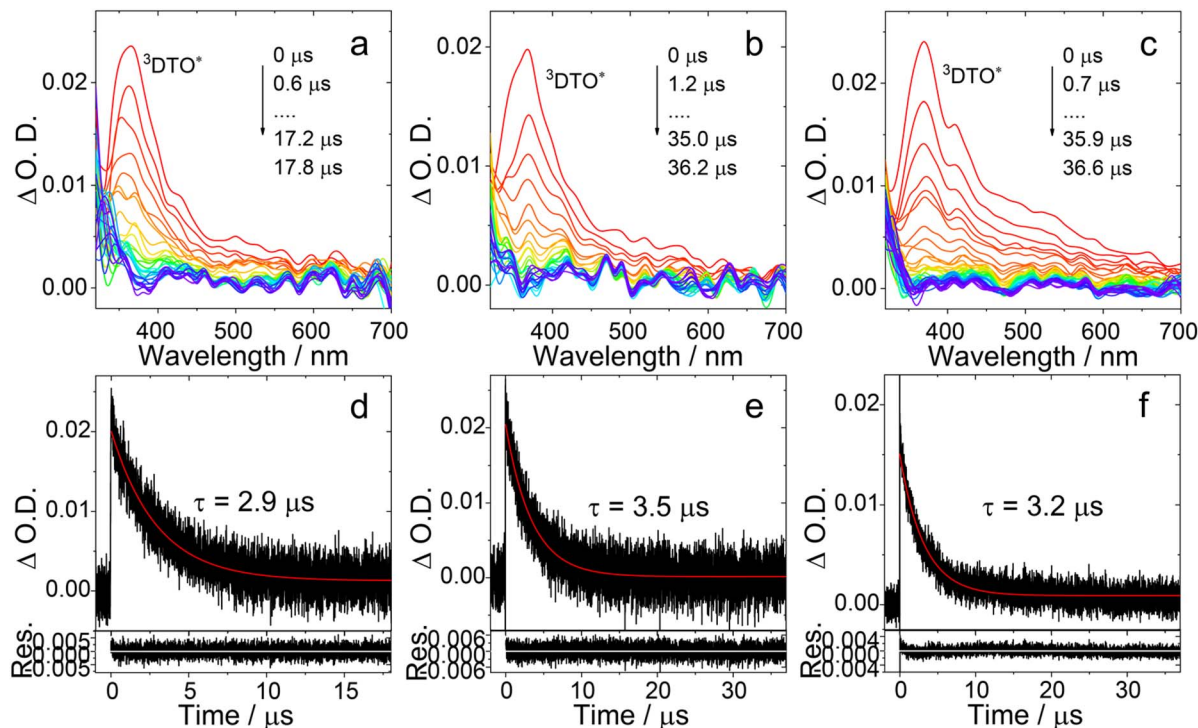 a
³DTO*
0 μs
0.6 μs
....
17.2 μs
17.8 μs
0.02
0.01
0.00
Δ O. D.
400 500 600 700
Wavelength / nm
b
³DTO*
0 μs
1.2 μs
....
35.0 μs
36.2 μs
0.02
0.01
0.00
Δ O. D.
400 500 600 700
Wavelength / nm
c
³DTO*
0 μs
0.7 μs
....
35.9 μs
36.6 μs
0.02
0.01
0.00
Δ O. D.
400 500 600 700
Wavelength / nm
d
τ = 2.9 μs
0.02
0.01
0.00
Δ O.D.
Res.
0 5 10 15
Time / μs
e
τ = 3.5 μs
0.02
0.01
0.00
Δ O.D.
Res.
0 10 20 30
Time / μs
f
τ = 3.2 μs
0.02
0.01
0.00
Δ O.D.
Res.
0 10 20 30
Time / μs